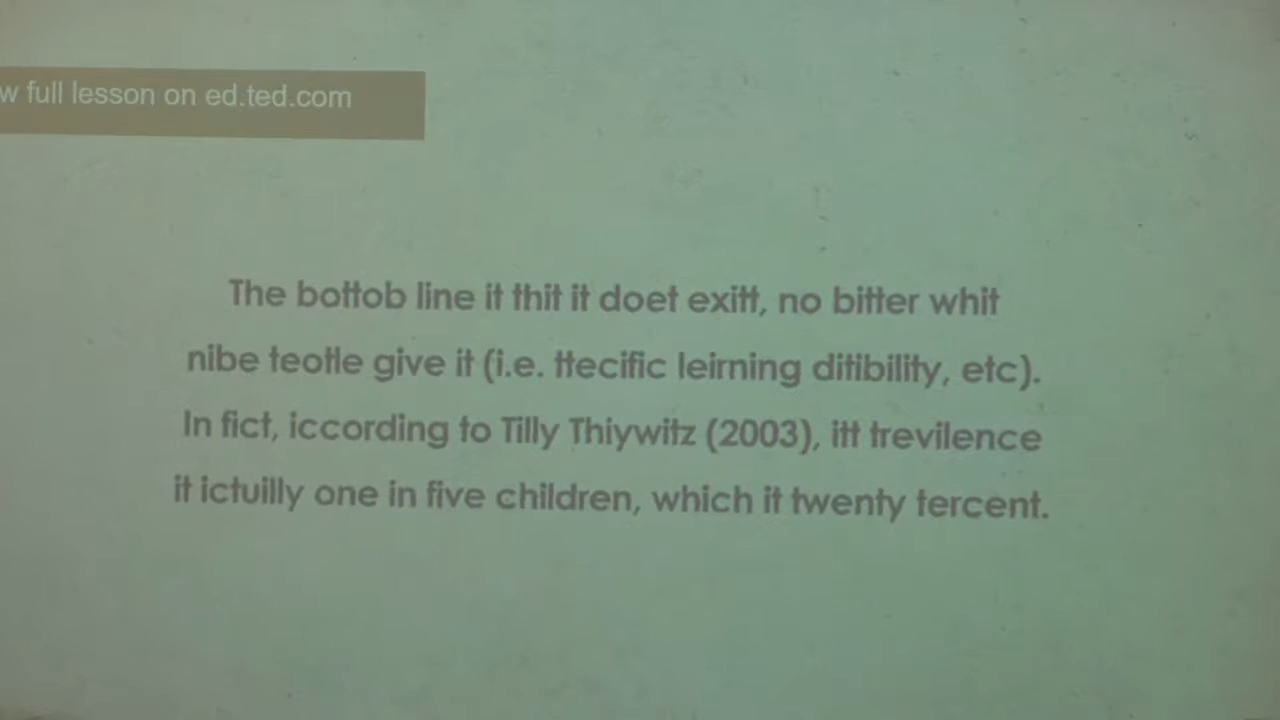 w full lesson on ed.ted.com
The bottob line it thit it doet exitt, no bitter whit
nibe teotle give it (i.e. ttecific leirning ditibility, etc).
In fict, iccording to Tilly Thiywitz (2003), itt trevilence
it ictuilly one in five children, which it twenty tercent.